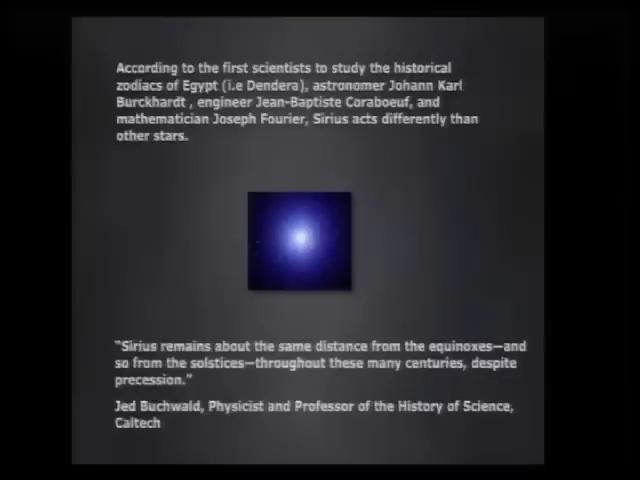 According to the first scientists to study the historical
zodiacs of Egypt (i.e Dendera), astronomer Johann Karl
Burckhardt , engineer Jean-Baptiste Coraboeuf, and
mathematician Joseph Fourier, Sirius acts differently than
other stars.
"Sirius remains about the same distance from the equinoxes—and
so from the solstices—throughout these many centuries, despite
precession."
Jed Buchwald, Physicist and Professor of the History of Science,
Caltech